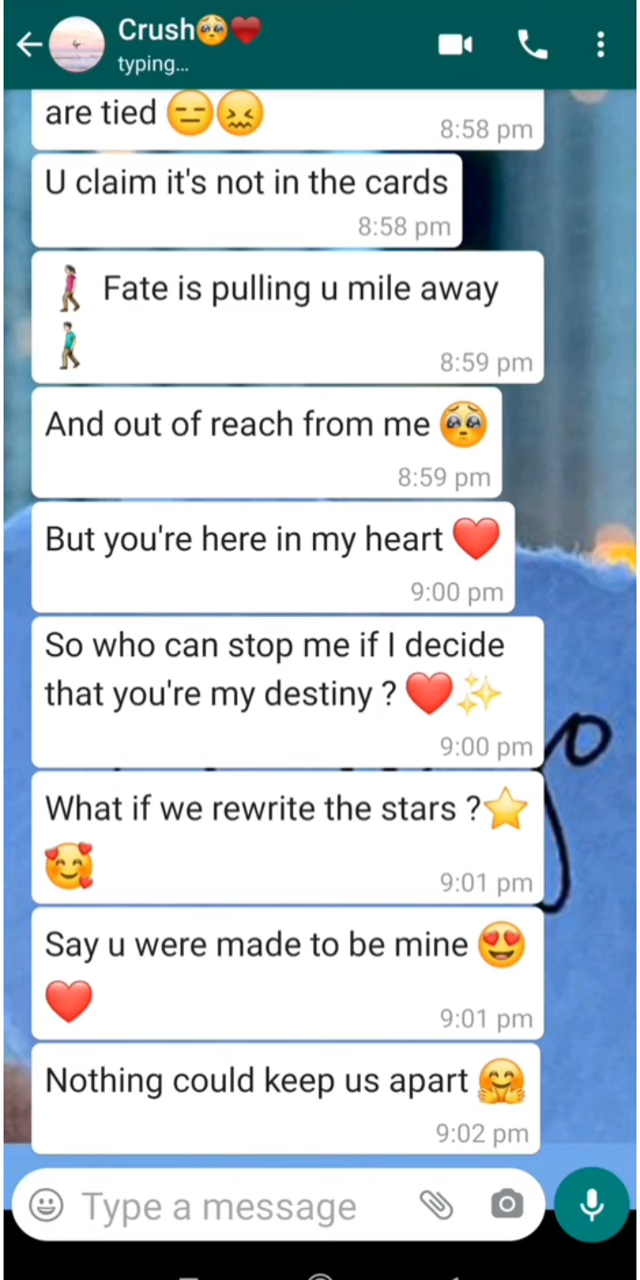 Crush🥺♥️
typing...
are tied 😑😖
8:58 pm
U claim it's not in the cards
8:58 pm
🚶‍♀️ Fate is pulling u mile away
🚶‍♂️
8:59 pm
And out of reach from me 🥺
8:59 pm
But you're here in my heart ❤️
9:00 pm
So who can stop me if I decide
that you're my destiny ? ❤️✨
9:00 pm
What if we rewrite the stars ?⭐
🥰
9:01 pm
Say u were made to be mine 😍
❤️
9:01 pm
Nothing could keep us apart 🤗
9:02 pm
Type a message